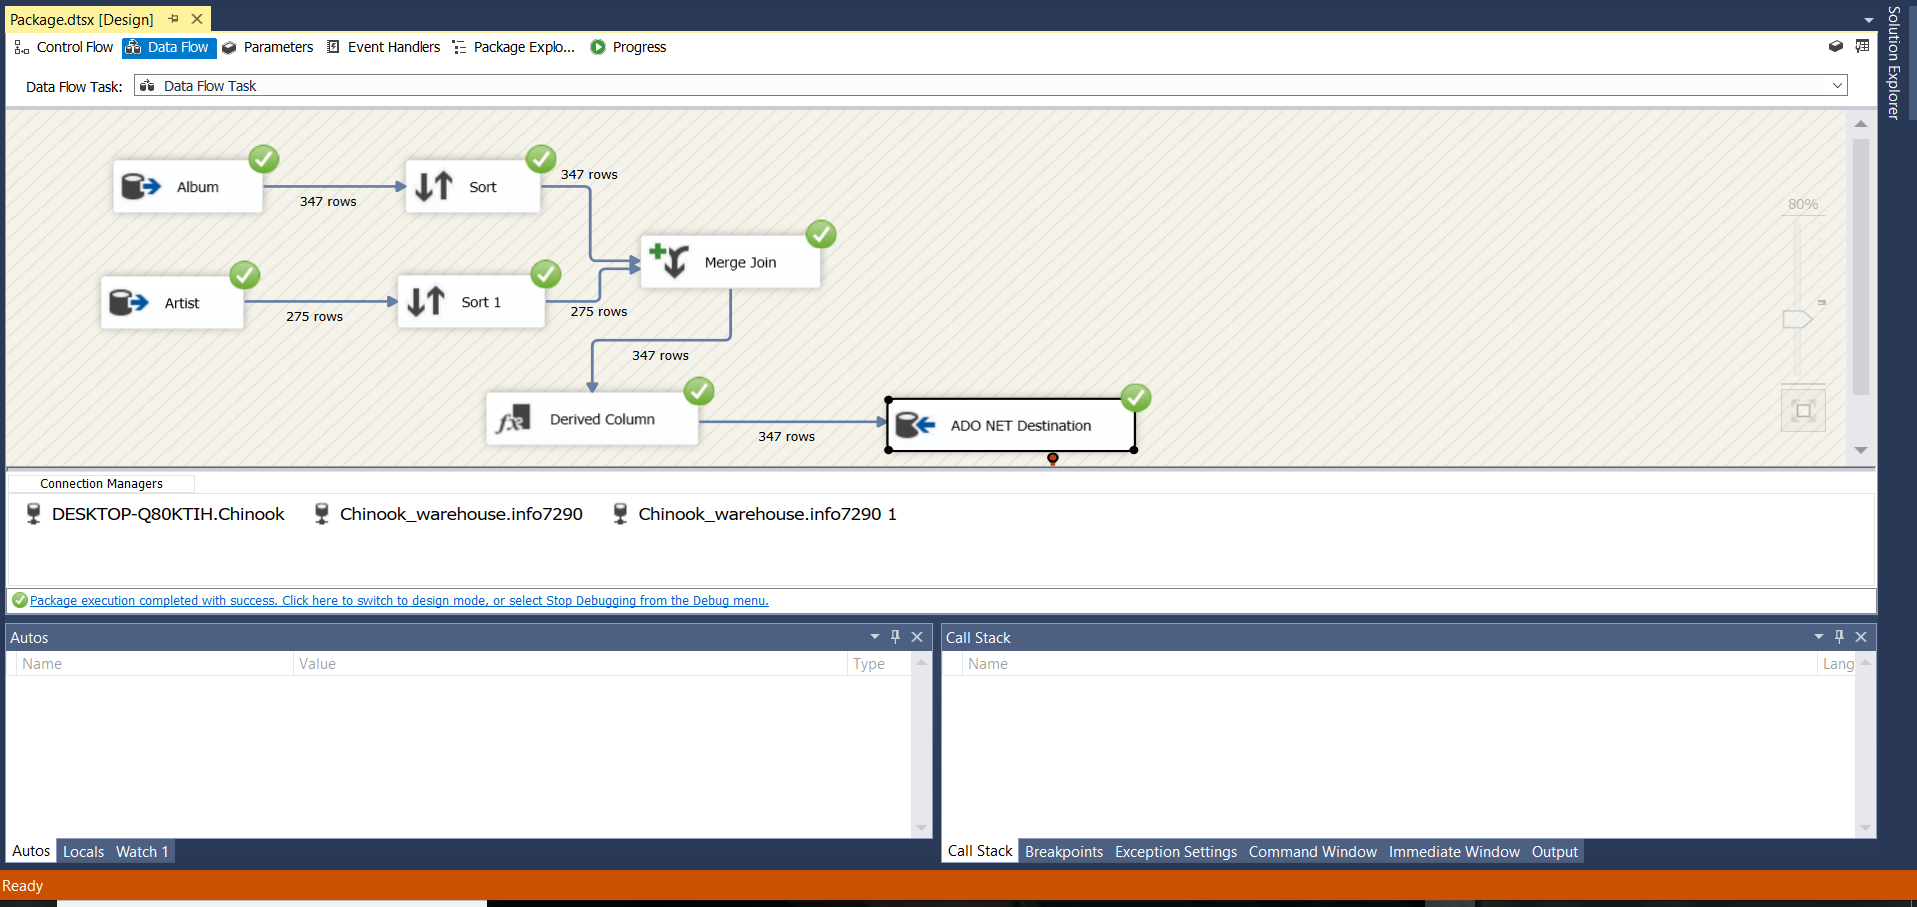 Package.dtsx [Design]
Control Flow Data Flow Parameters Event Handlers Package Explo... Progress
Data Flow Task: Data Flow Task
Solution Explorer
Album
347 rows
Sort
347 rows
Artist
275 rows
Sort 1
275 rows
Merge Join
347 rows
Derived Column
347 rows
ADO NET Destination
80%
Connection Managers
DESKTOP-Q80KTIH.Chinook Chinook_warehouse.info7290 Chinook_warehouse.info7290 1
Package execution completed with success. Click here to switch to design mode, or select Stop Debugging from the Debug menu.
Autos
Name Value Type
Autos Locals Watch 1
Call Stack
Name Lang
Call Stack Breakpoints Exception Settings Command Window Immediate Window Output
Ready